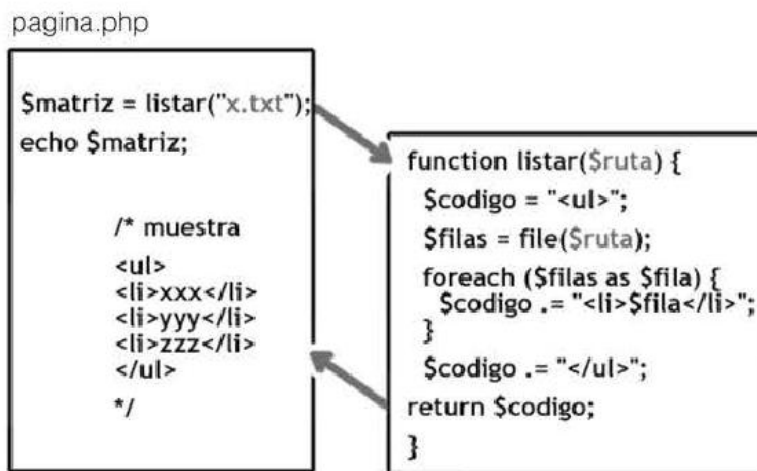 pagina.php
$matriz = listar("x.txt");
echo $matriz;
/* muestra
<ul>
<li>xxx</li>
<li>yyy</li>
<li>zzz</li>
</ul>
*/
function listar($ruta) {
$codigo = "<ul>";
$filas = file($ruta);
foreach ($filas as $fila) {
$codigo .= "<li>$fila</li>";
}
$codigo .= "</ul>";
return $codigo;
}